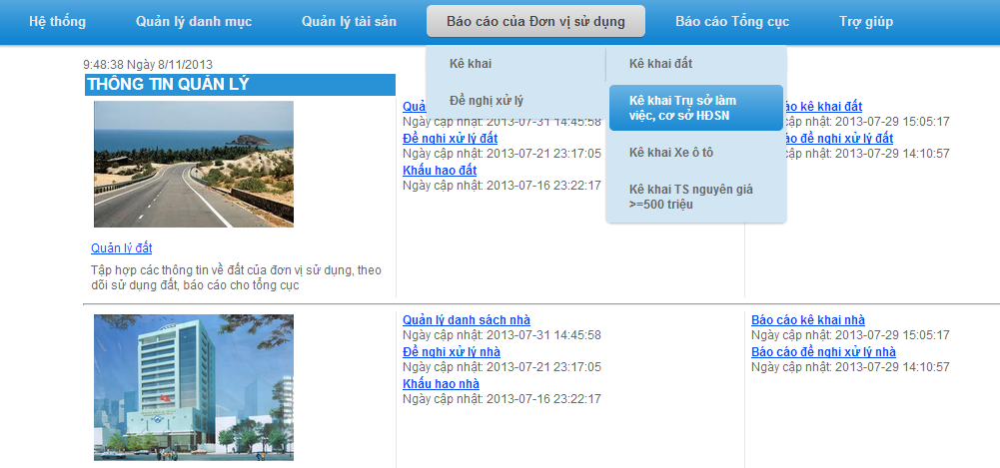 Hệ thống
Quản lý danh mục
Quản lý tài sản
Báo cáo của Đơn vị sử dụng
Báo cáo Tổng cục
Trợ giúp
Kê khai
Đề nghị xử lý
Kê khai đất
Kê khai Trụ sở làm
việc, cơ sở HĐSN
Kê khai Xe ô tô
Kê khai TS nguyên giá
>=500 triệu
9:48:38 Ngày 8/11/2013
THÔNG TIN QUẢN LÝ
Quản lý đất
Tập hợp các thông tin về đất của đơn vị sử dụng, theo
dõi sử dụng đất, báo cáo cho tổng cục
Ngày cập nhật: 2013-07-31 14:45:58
Đề nghị xử lý đất
Ngày cập nhật: 2013-07-21 23:17:05
Khấu hao đất
Ngày cập nhật: 2013-07-16 23:22:17
áo kê khai đất
cập nhật: 2013-07-29 15:05:17
áo đề nghị xử lý đất
cập nhật: 2013-07-29 14:10:57
Quản lý danh sách nhà
Ngày cập nhật: 2013-07-31 14:45:58
Đề nghị xử lý nhà
Ngày cập nhật: 2013-07-21 23:17:05
Khấu hao nhà
Ngày cập nhật: 2013-07-16 23:22:17
Báo cáo kê khai nhà
Ngày cập nhật: 2013-07-29 15:05:17
Báo cáo đề nghị xử lý nhà
Ngày cập nhật: 2013-07-29 14:10:57